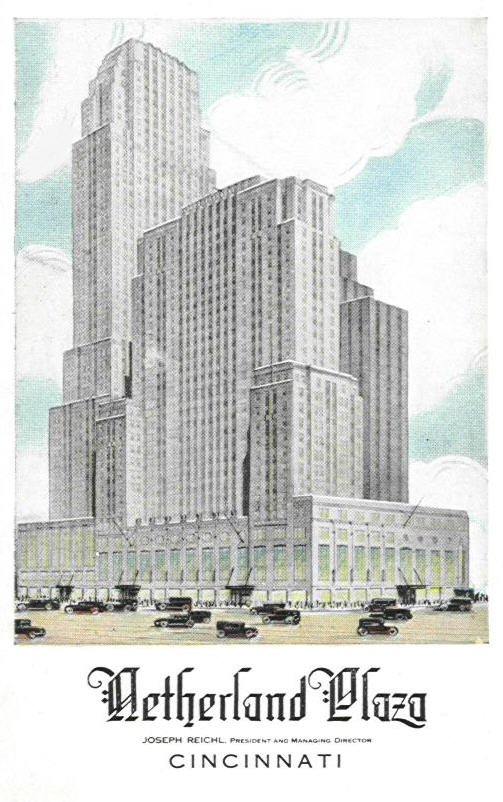 Netherland Plaza
JOSEPH REICHL, PRESIDENT AND MANAGING DIRECTOR
CINCINNATI